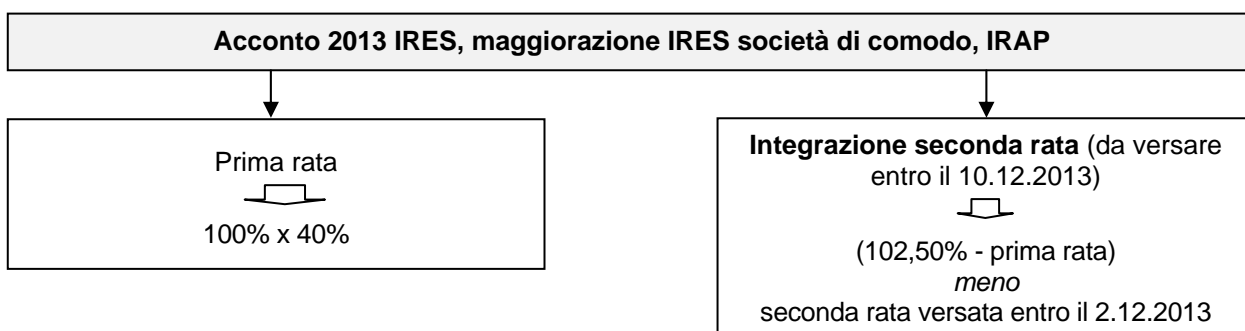 Acconto 2013 IRES, maggiorazione IRES società di comodo, IRAP
Prima rata
100% x 40%
Integrazione seconda rata (da versare
entro il 10.12.2013)
(102,50% - prima rata)
meno
seconda rata versata entro il 2.12.2013